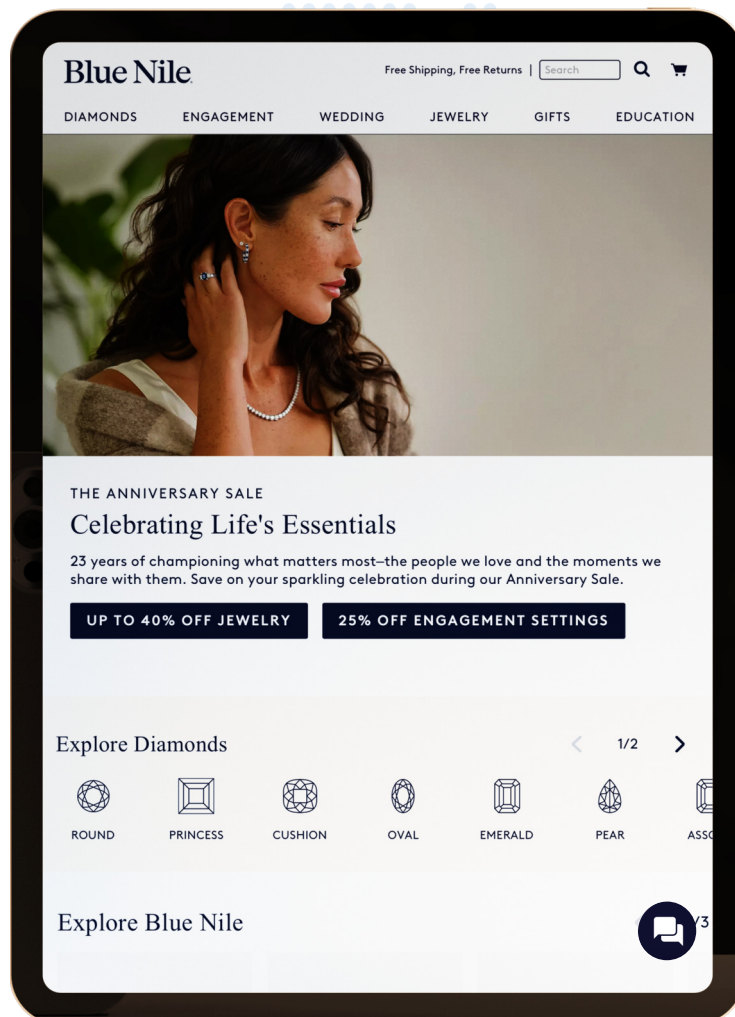 Blue Nile.
Free Shipping, Free Returns | Search
DIAMONDS ENGAGEMENT WEDDING JEWELRY GIFTS EDUCATION
THE ANNIVERSARY SALE
Celebrating Life's Essentials
23 years of championing what matters most–the people we love and the moments we
share with them. Save on your sparkling celebration during our Anniversary Sale.
UP TO 40% OFF JEWELRY 25% OFF ENGAGEMENT SETTINGS
Explore Diamonds 1/2
ROUND PRINCESS CUSHION OVAL EMERALD PEAR
Explore Blue Nile /3